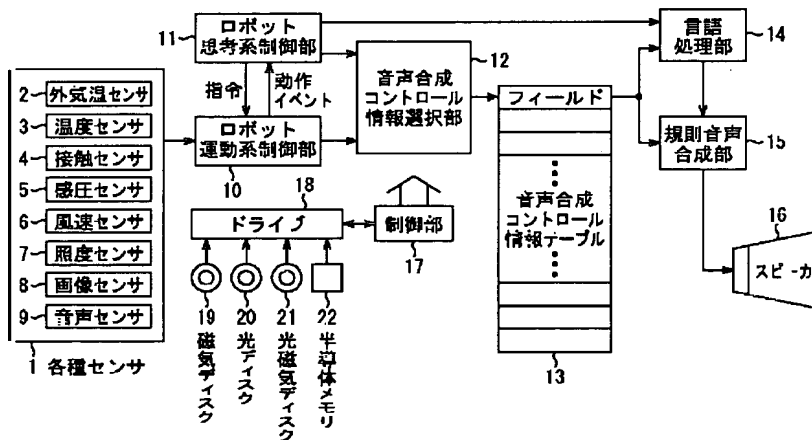 11
ロボット
思考系制御部
指令
動作
イベント
ロボット
運動系制御部
10
12
音声合成
コントロール
情報選択部
フィールド
音声合成
コントロール
情報テーブル
13
言語
処理部
14
規則音声
合成部
15
16
スピーカ
2 外気温センサ
3 温度センサ
4 接触センサ
5 感圧センサ
6 風速センサ
7 照度センサ
8 画像センサ
9 音声センサ
1 各種センサ
18
ドライブ
制御部
17
19 磁気ディスク
20 光ディスク
21 光磁気ディスク
22 半導体メモリ